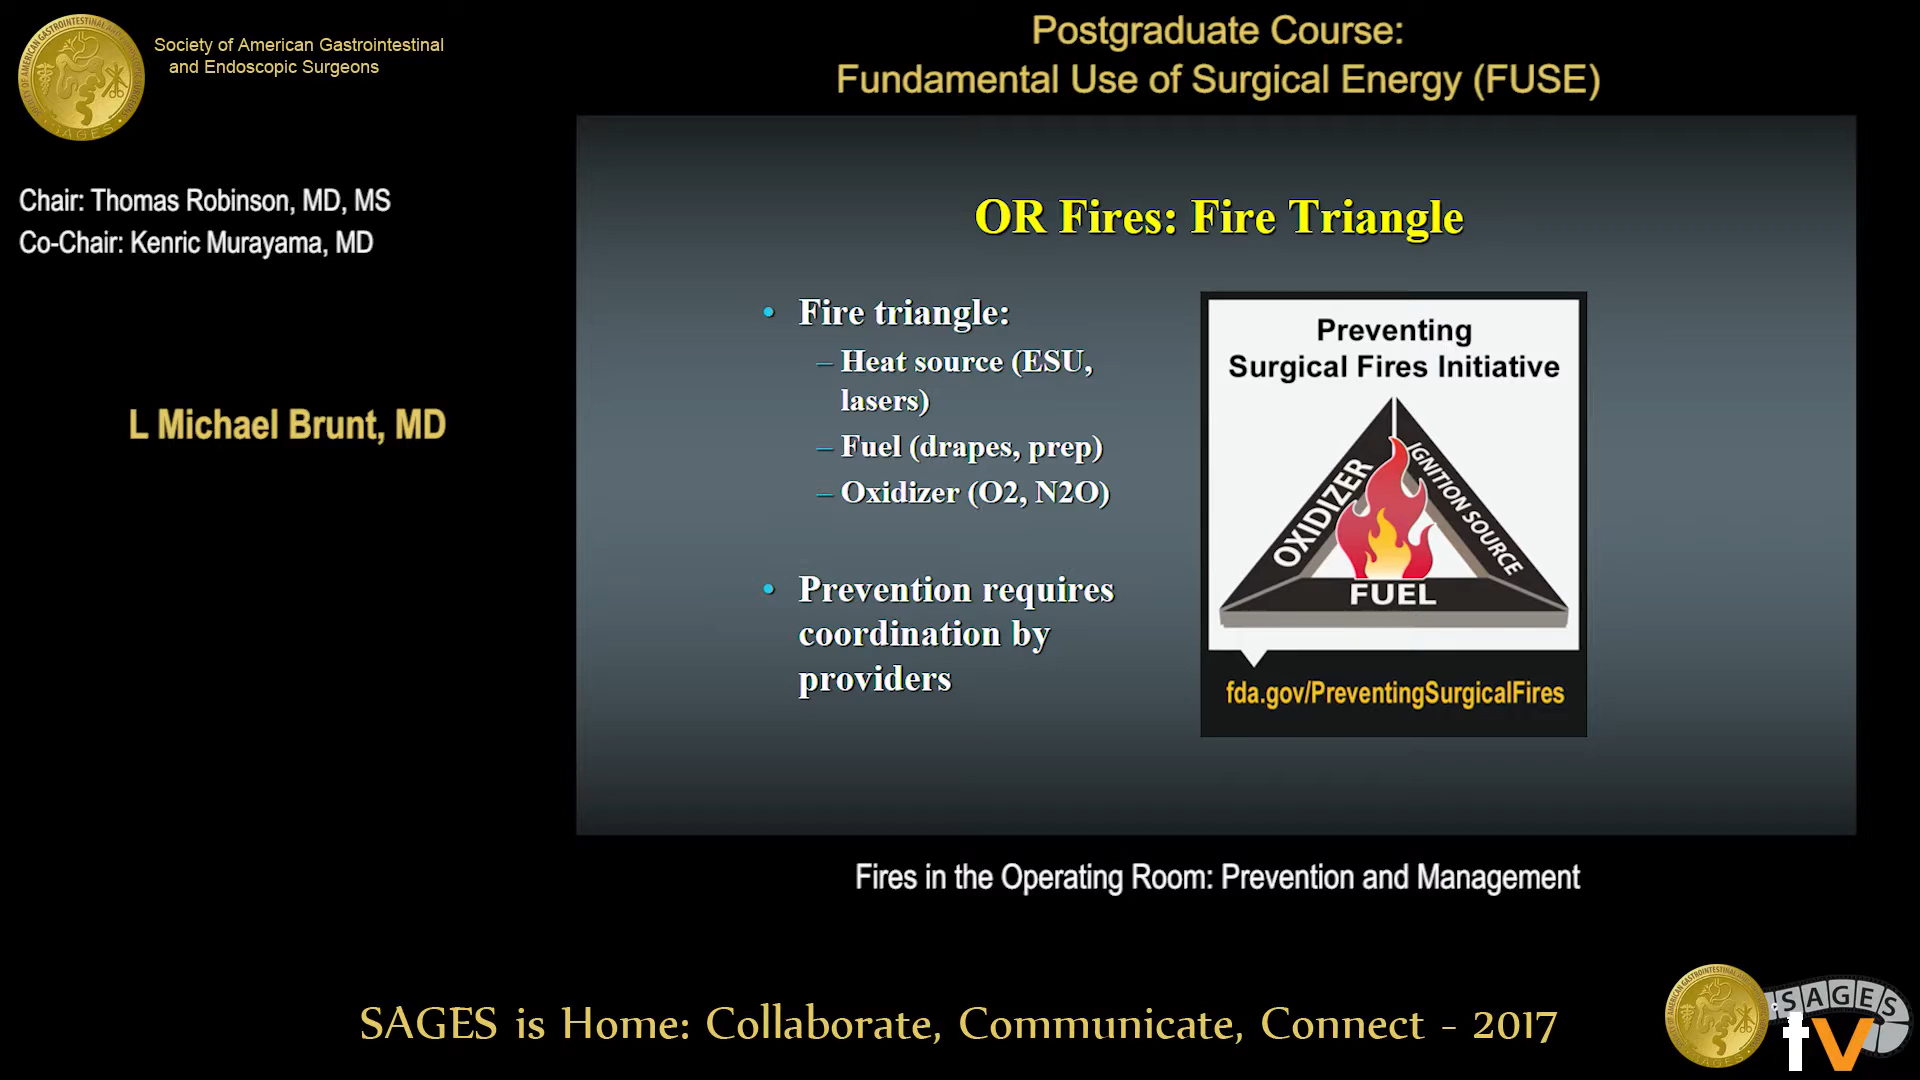 Society of American Gastrointestinal
and Endoscopic Surgeons
Postgraduate Course:
Fundamental Use of Surgical Energy (FUSE)
Chair: Thomas Robinson, MD, MS
Co-Chair: Kenric Murayama, MD
L Michael Brunt, MD
OR Fires: Fire Triangle
• Fire triangle:
– Heat source (ESU,
lasers)
– Fuel (drapes, prep)
– Oxidizer (O2, N2O)
• Prevention requires
coordination by
providers
Preventing
Surgical Fires Initiative
OXIDIZER
IGNITION SOURCE
FUEL
fda.gov/PreventingSurgicalFires
Fires in the Operating Room: Prevention and Management
SAGES is Home: Collaborate, Communicate, Connect - 2017
SAGES
tv